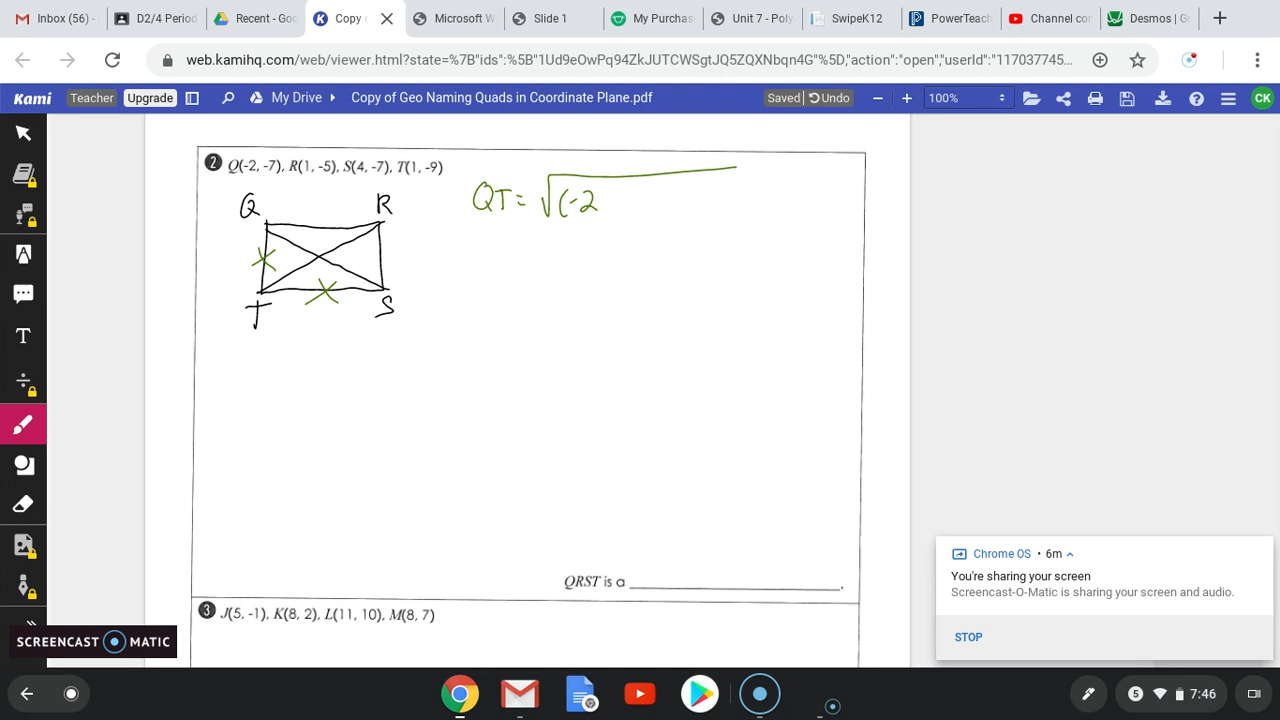 Inbox (56) -
D2/4 Period
Recent - Goo
Copy
Microsoft W
Slide 1
My Purchas
Unit 7 - Poly
SwipeK12
PowerTeach
Channel con
Desmos | Gr
web.kamihq.com/web/viewer.html?state=%7B"ids":%5B"1Ud9eOwPq94ZkJUTCWSgtJQ5ZQXNbqn4G"%5D,"action":"open","userId":"117037745...
Kami
Teacher
Upgrade
My Drive
Copy of Geo Naming Quads in Coordinate Plane.pdf
Saved
Undo
100%
CK
2 Q(-2, -7), R(1, -5), S(4, -7), T(1, -9)
QT = √(-2
Q R
T S
QRST is a ____________________.
3 J(5, -1), K(8, 2), L(11, 10), M(8, 7)
SCREENCAST MATIC
Chrome OS • 6m
You're sharing your screen
Screencast-O-Matic is sharing your screen and audio.
STOP
5 7:46